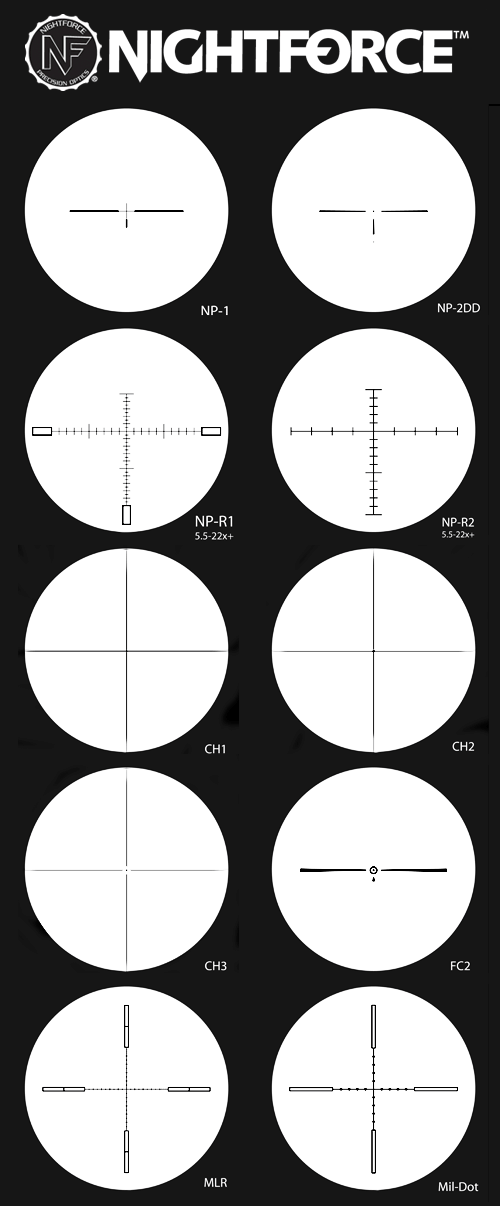 NIGHTFORCE
NF
PRECISION OPTICS
®
NIGHTFORCE™
NP-1
NP-2DD
NP-R1
5.5-22x+
NP-R2
5.5-22x+
CH1
CH2
CH3
FC2
MLR
Mil-Dot